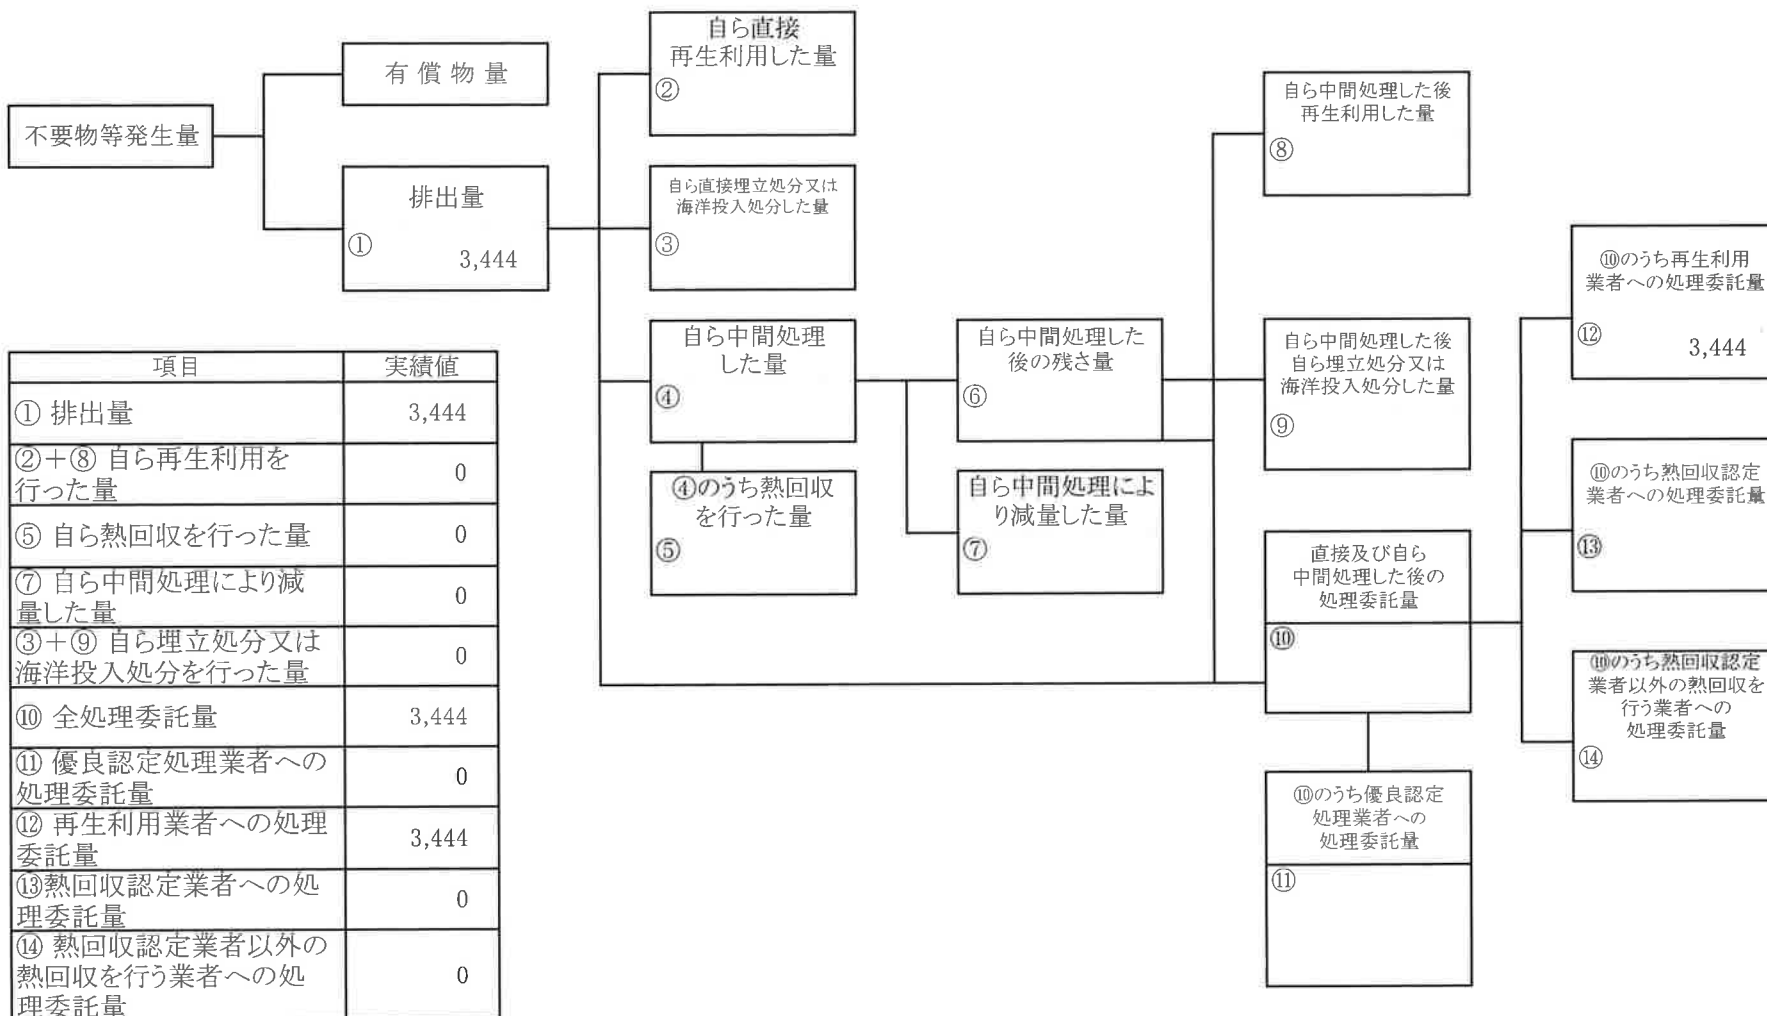 不要物等発生量
有償物量
排出量
①
3,444
自ら直接
再生利用した量
②
自ら直接埋立処分又は
海洋投入処分した量
③
自ら中間処理
した量
④
④のうち熱回収
を行った量
⑤
自ら中間処理した
後の残さ量
⑥
自ら中間処理によ
り減量した量
⑦
自ら中間処理した後
再生利用した量
⑧
自ら中間処理した後
自ら埋立処分又は
海洋投入処分した量
⑨
直接及び自ら
中間処理した後の
処理委託量
⑩
⑩のうち優良認定
処理業者への
処理委託量
⑪
⑩のうち再生利用
業者への処理委託量
⑫
3,444
⑩のうち熱回収認定
業者への処理委託量
⑬
⑩のうち熱回収認定
業者以外の熱回収を
行う業者への
処理委託量
⑭
項目 実績値
① 排出量 3,444
②+⑧ 自ら再生利用を
行った量 0
⑤ 自ら熱回収を行った量 0
⑦ 自ら中間処理により減
量した量 0
③+⑨ 自ら埋立処分又は
海洋投入処分を行った量 0
⑩ 全処理委託量 3,444
⑪ 優良認定処理業者への
処理委託量 0
⑫ 再生利用業者への処理
委託量 3,444
⑬熱回収認定業者への処
理委託量 0
⑭ 熱回収認定業者以外の
熱回収を行う業者への処
理委託量 0